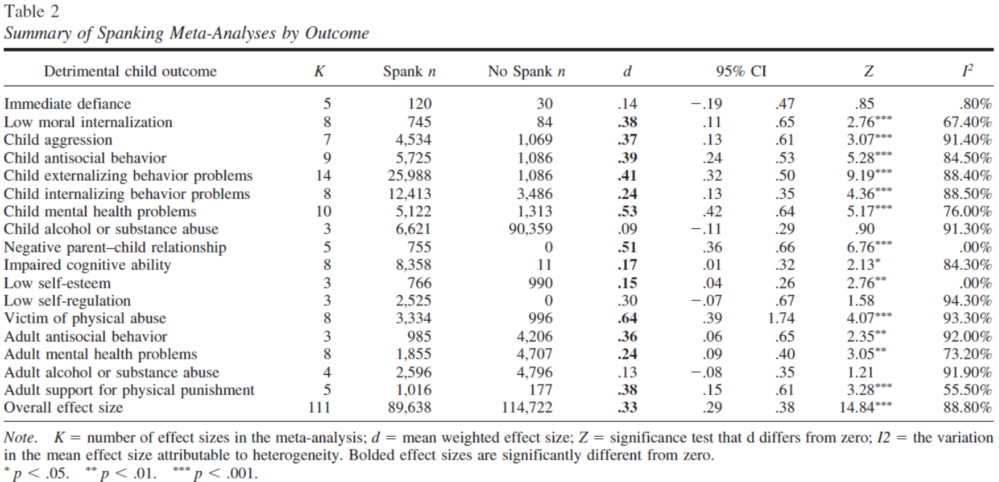 Table 2
Summary of Spanking Meta-Analyses by Outcome
Detrimental child outcome K Spank n No Spank n d 95% CI Z I²
Immediate defiance 5 120 30 .14 −.19 .47 .85 .80%
Low moral internalization 8 745 84 .38 .11 .65 2.76*** 67.40%
Child aggression 7 4,534 1,069 .37 .13 .61 3.07*** 91.40%
Child antisocial behavior 9 5,725 1,086 .39 .24 .53 5.28*** 84.50%
Child externalizing behavior problems 14 25,988 1,086 .41 .32 .50 9.19*** 88.40%
Child internalizing behavior problems 8 12,413 3,486 .24 .13 .35 4.36*** 88.50%
Child mental health problems 10 5,122 1,313 .53 .42 .64 5.17*** 76.00%
Child alcohol or substance abuse 3 6,621 90,359 .09 −.11 .29 .90 91.30%
Negative parent–child relationship 5 755 0 .51 .36 .66 6.76*** .00%
Impaired cognitive ability 8 8,358 11 .17 .01 .32 2.13* 84.30%
Low self-esteem 3 766 990 .15 .04 .26 2.76** .00%
Low self-regulation 3 2,525 0 .30 −.07 .67 1.58 94.30%
Victim of physical abuse 8 3,334 996 .64 .39 1.74 4.07*** 93.30%
Adult antisocial behavior 3 985 4,206 .36 .06 .65 2.35** 92.00%
Adult mental health problems 8 1,855 4,707 .24 .09 .40 3.05** 73.20%
Adult alcohol or substance abuse 4 2,596 4,796 .13 −.08 .35 1.21 91.90%
Adult support for physical punishment 5 1,016 177 .38 .15 .61 3.28*** 55.50%
Overall effect size 111 89,638 114,722 .33 .29 .38 14.84*** 88.80%
Note. K = number of effect sizes in the meta-analysis; d = mean weighted effect size; Z = significance test that d differs from zero; I2 = the variation
in the mean effect size attributable to heterogeneity. Bolded effect sizes are significantly different from zero.
* p < .05. ** p < .01. *** p < .001.